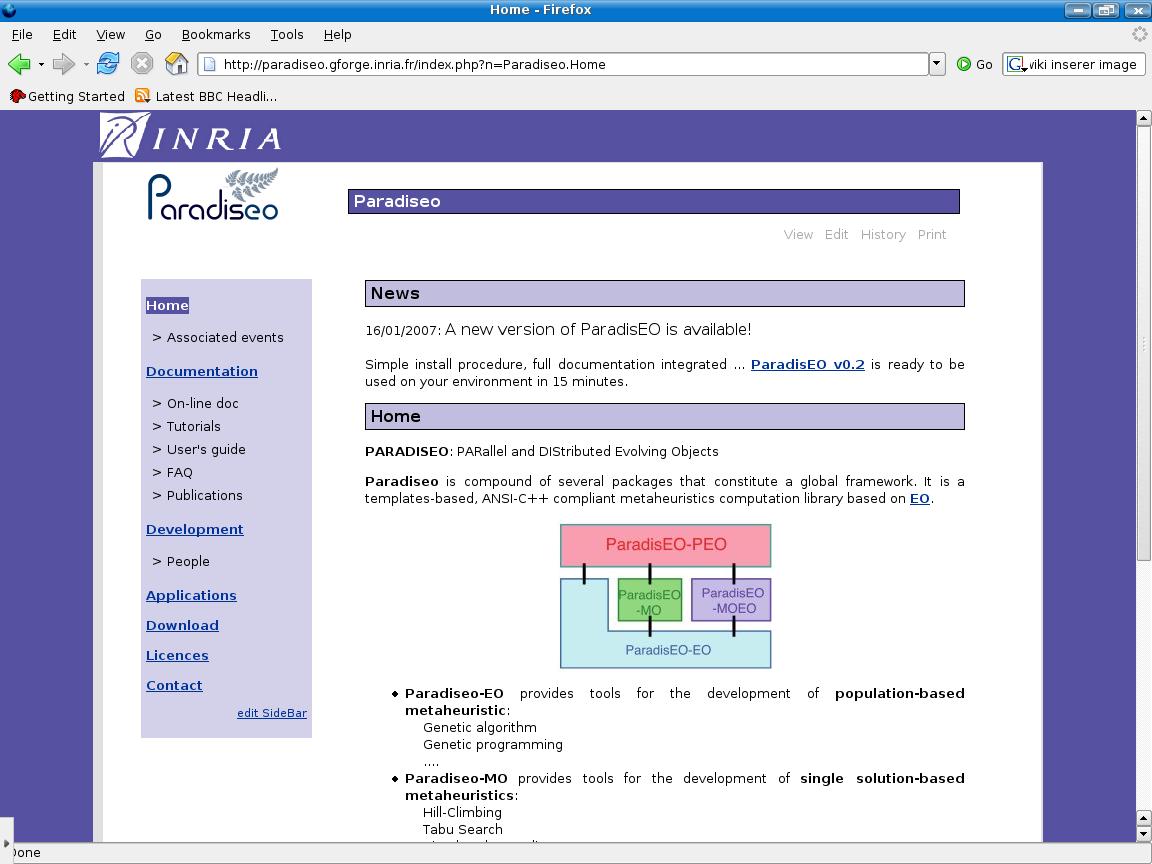 Home - Firefox
File Edit View Go Bookmarks Tools Help
http://paradiseo.gforge.inria.fr/index.php?n=Paradiseo.Home
Go
G
wiki inserer image
Getting Started
Latest BBC Headli...
INRIA
Paradiseo
Paradiseo
View Edit History Print
Home
> Associated events
Documentation
> On-line doc
> Tutorials
> User's guide
> FAQ
> Publications
Development
> People
Applications
Download
Licences
Contact
edit SideBar
News
16/01/2007: A new version of ParadisEO is available!
Simple install procedure, full documentation integrated ... ParadisEO v0.2 is ready to be
used on your environment in 15 minutes.
Home
PARADISEO: PARallel and DIStributed Evolving Objects
Paradiseo is compound of several packages that constitute a global framework. It is a
templates-based, ANSI-C++ compliant metaheuristics computation library based on EO.
ParadisEO-PEO
ParadisEO
-MO
ParadisEO
-MOEO
ParadisEO-EO
Paradiseo-EO provides tools for the development of population-based
metaheuristic:
Genetic algorithm
Genetic programming
....
Paradiseo-MO provides tools for the development of single solution-based
metaheuristics:
Hill-Climbing
Tabu Search
Done